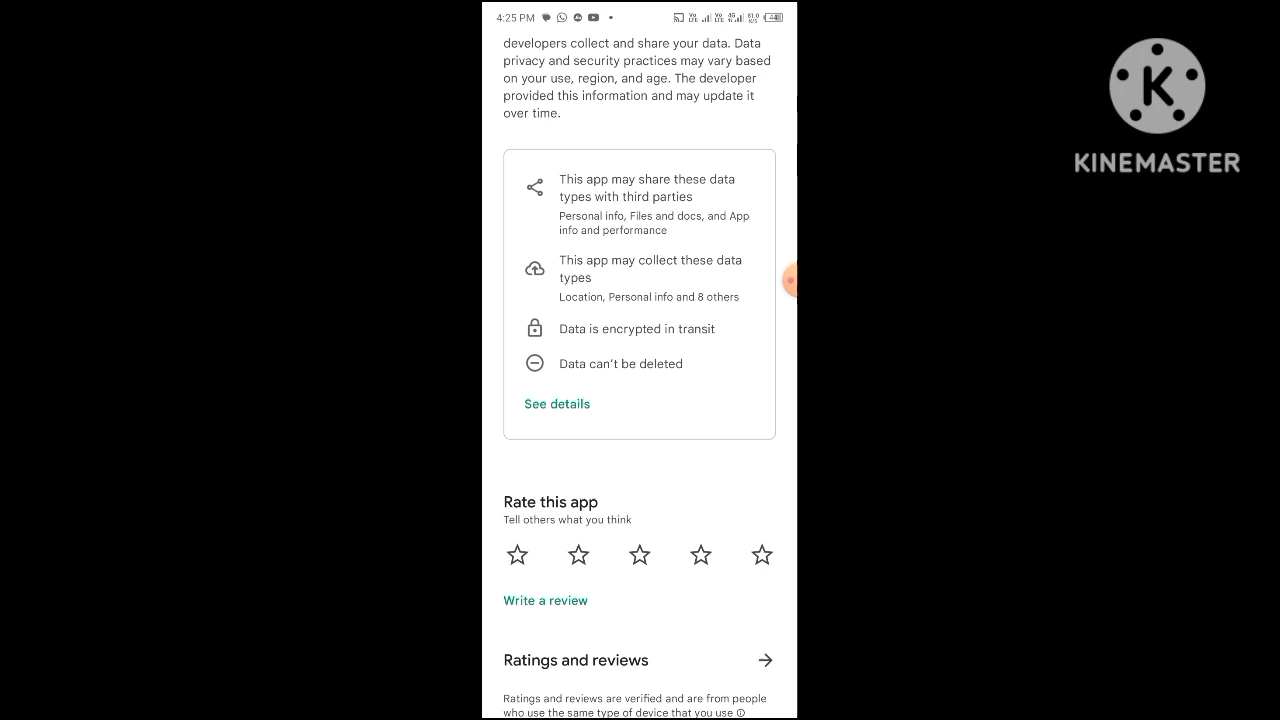 4:25 PM
developers collect and share your data. Data
privacy and security practices may vary based
on your use, region, and age. The developer
provided this information and may update it
over time.
This app may share these data
types with third parties
Personal info, Files and docs, and App
info and performance
This app may collect these data
types
Location, Personal info and 8 others
Data is encrypted in transit
Data can’t be deleted
See details
Rate this app
Tell others what you think
Write a review
Ratings and reviews
Ratings and reviews are verified and are from people
who use the same type of device that you use
K
KINEMASTER